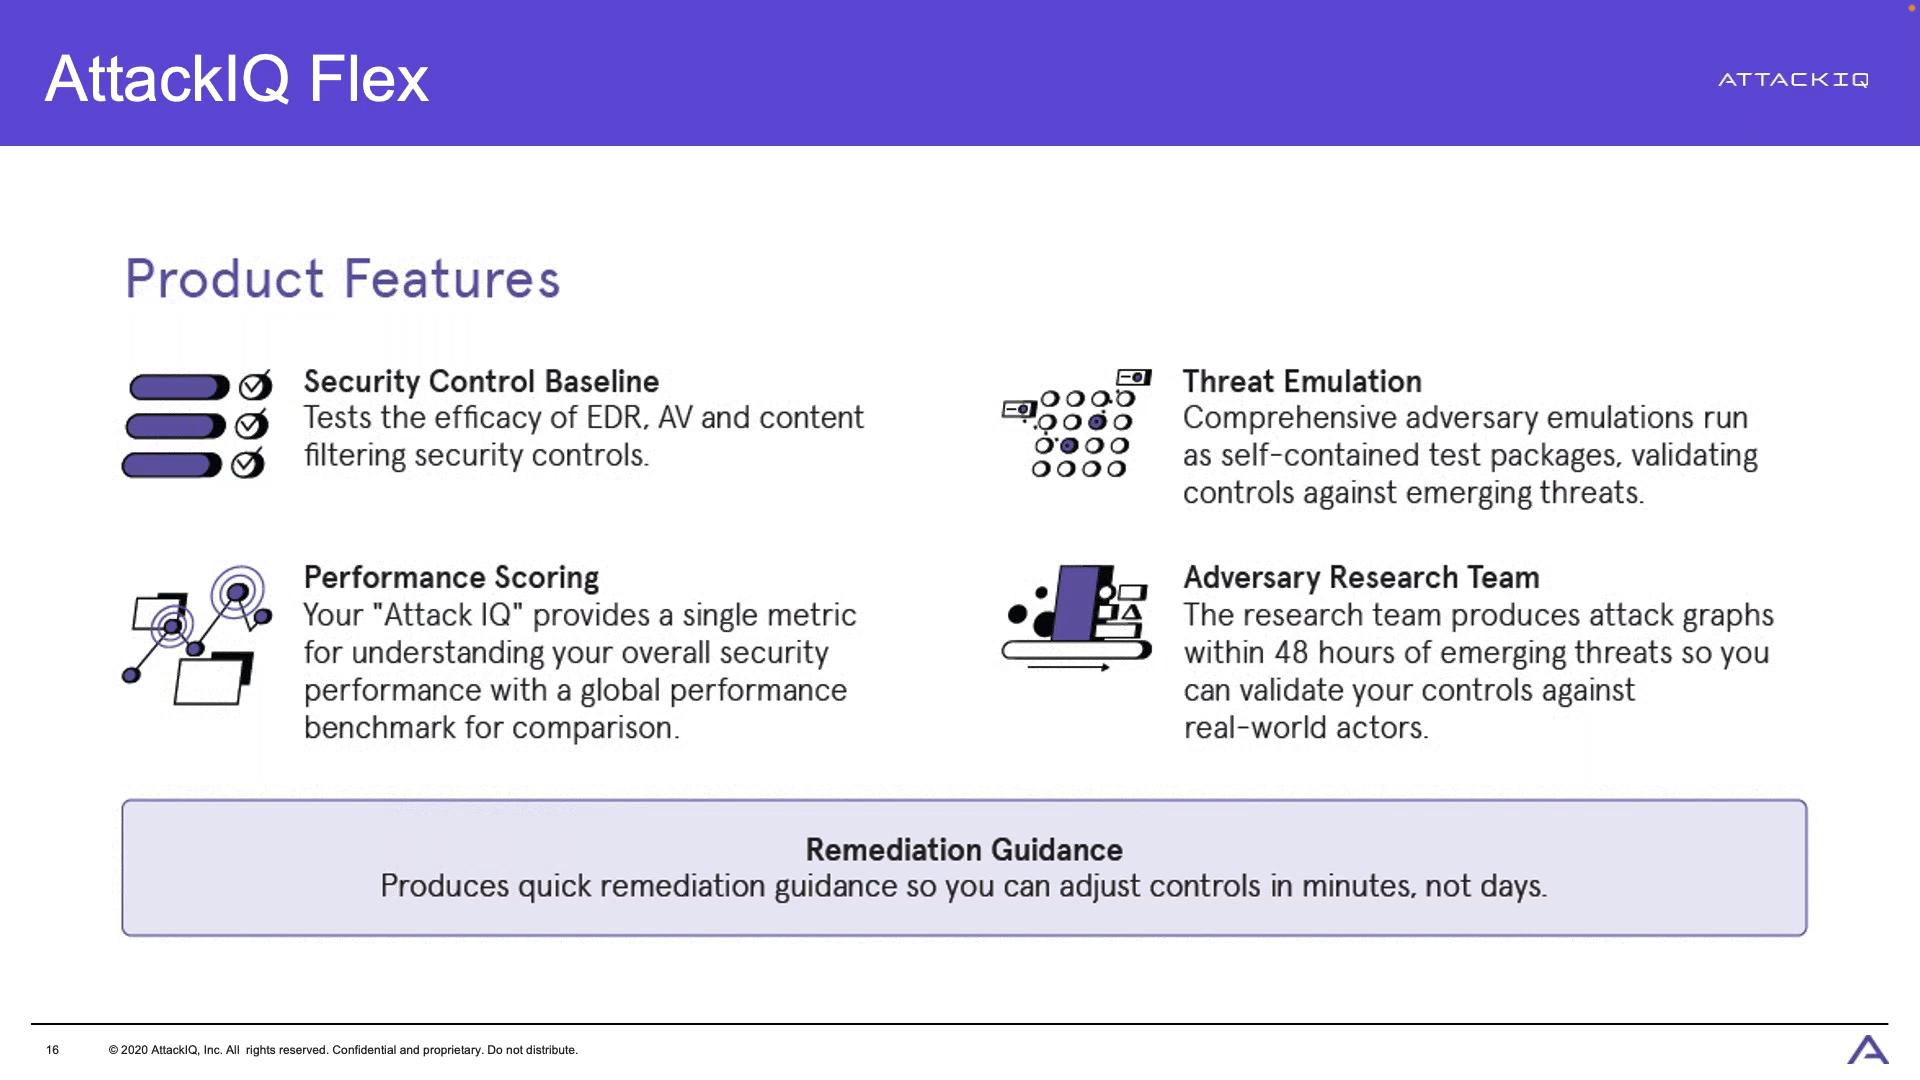 AttackIQ Flex
ATTACKIQ
Product Features
Security Control Baseline
Tests the efficacy of EDR, AV and content
filtering security controls.
Threat Emulation
Comprehensive adversary emulations run
as self-contained test packages, validating
controls against emerging threats.
Performance Scoring
Your "Attack IQ" provides a single metric
for understanding your overall security
performance with a global performance
benchmark for comparison.
Adversary Research Team
The research team produces attack graphs
within 48 hours of emerging threats so you
can validate your controls against
real-world actors.
Remediation Guidance
Produces quick remediation guidance so you can adjust controls in minutes, not days.
16
© 2020 AttackIQ, Inc. All rights reserved. Confidential and proprietary. Do not distribute.